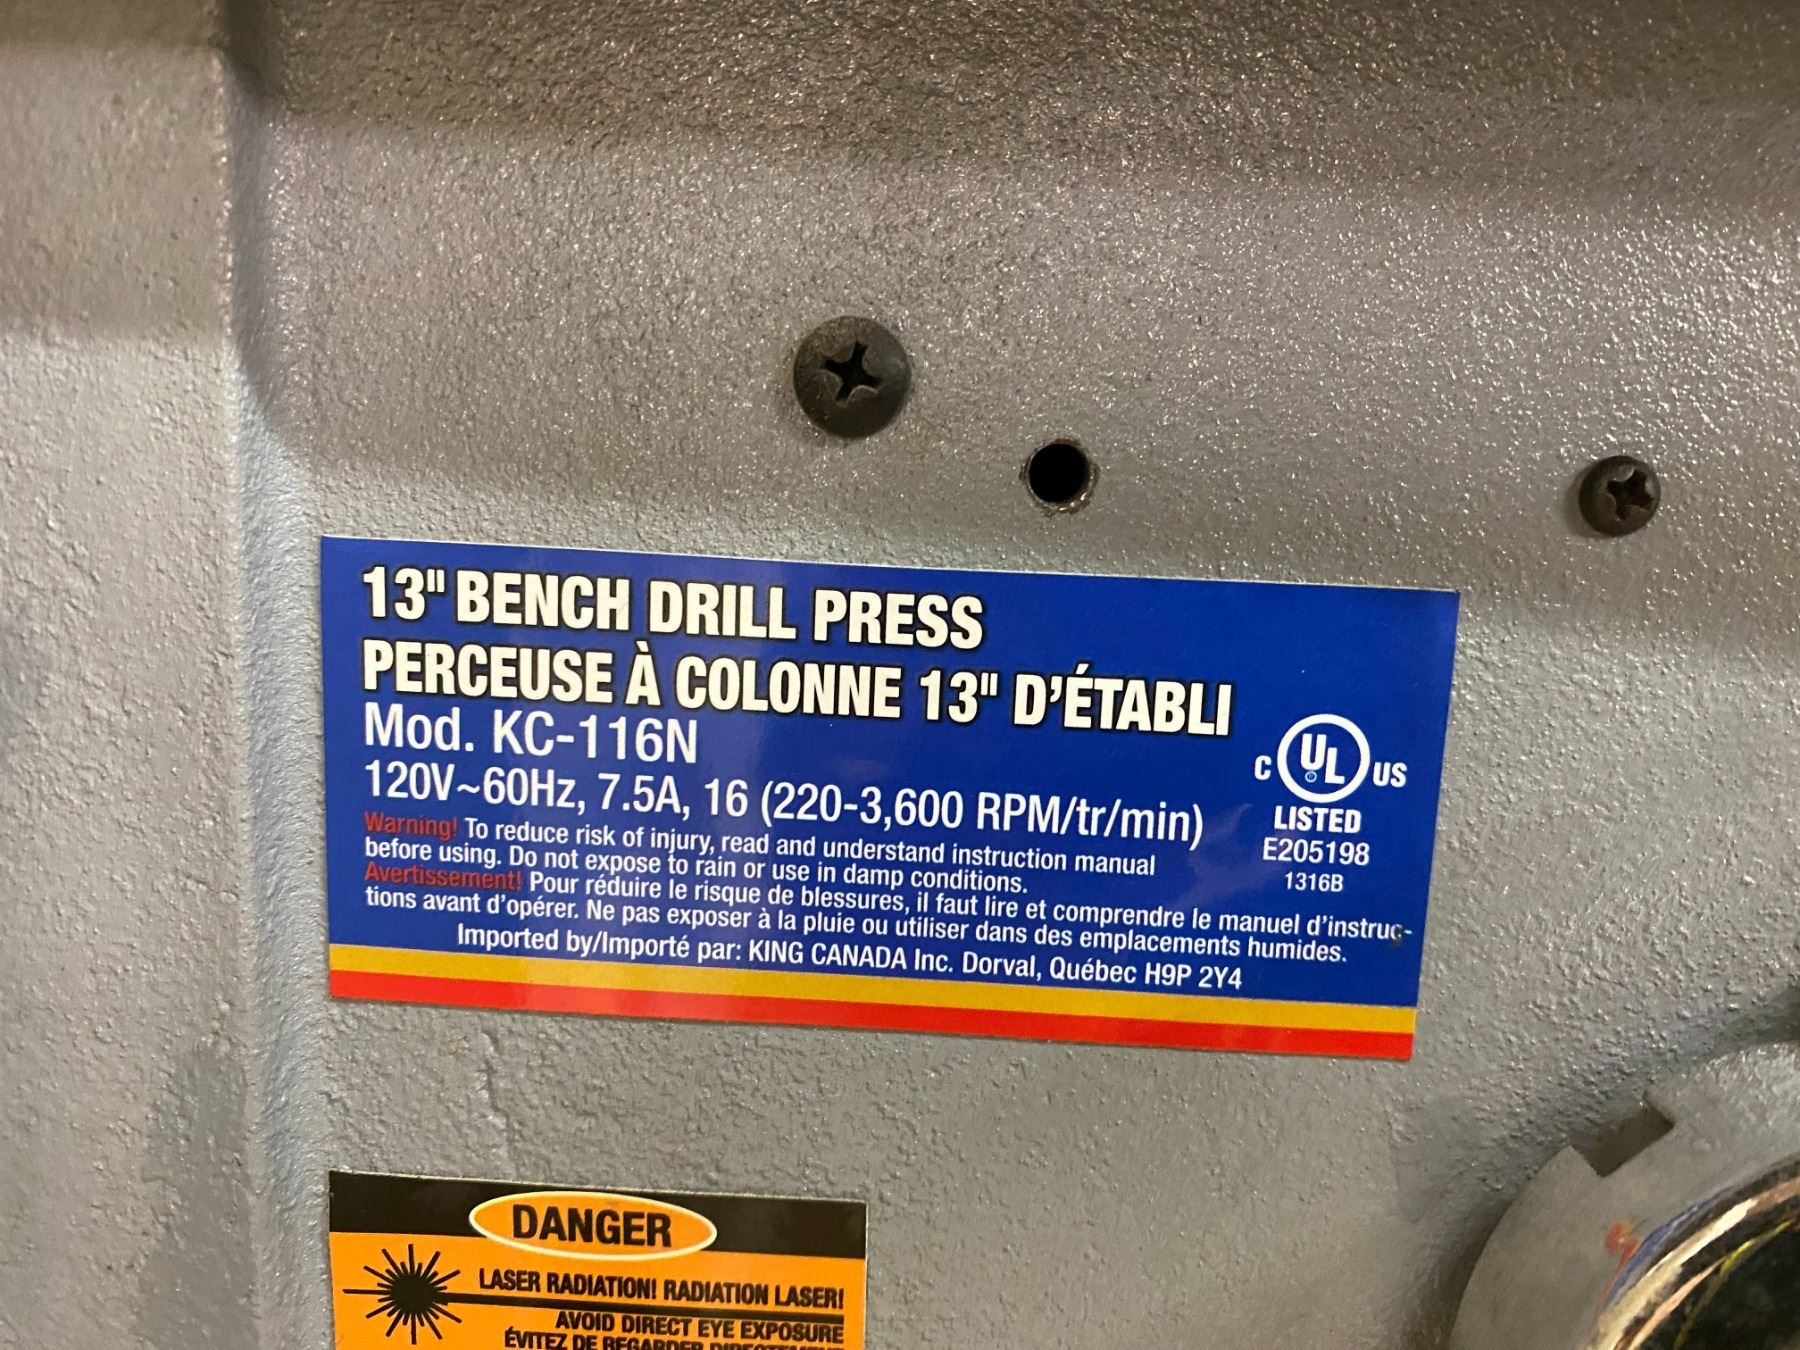 13" BENCH DRILL PRESS
PERCEUSE À COLONNE 13" D'ÉTABLI
Mod. KC-116N
120V~60Hz, 7.5A, 16 (220-3,600 RPM/tr/min)
Warning! To reduce risk of injury, read and understand instruction manual
before using. Do not expose to rain or use in damp conditions.
Avertissement! Pour réduire le risque de blessures, il faut lire et comprendre le manuel d'instruc-
tions avant d'opérer. Ne pas exposer à la pluie ou utiliser dans des emplacements humides.
Imported by/Importé par: KING CANADA Inc. Dorval, Québec H9P 2Y4
C UL US
LISTED
E205198
1316B
DANGER
LASER RADIATION! RADIATION LASER!
AVOID DIRECT EYE EXPOSURE
ÉVITEZ DE REGARDER DIRECTEMENT